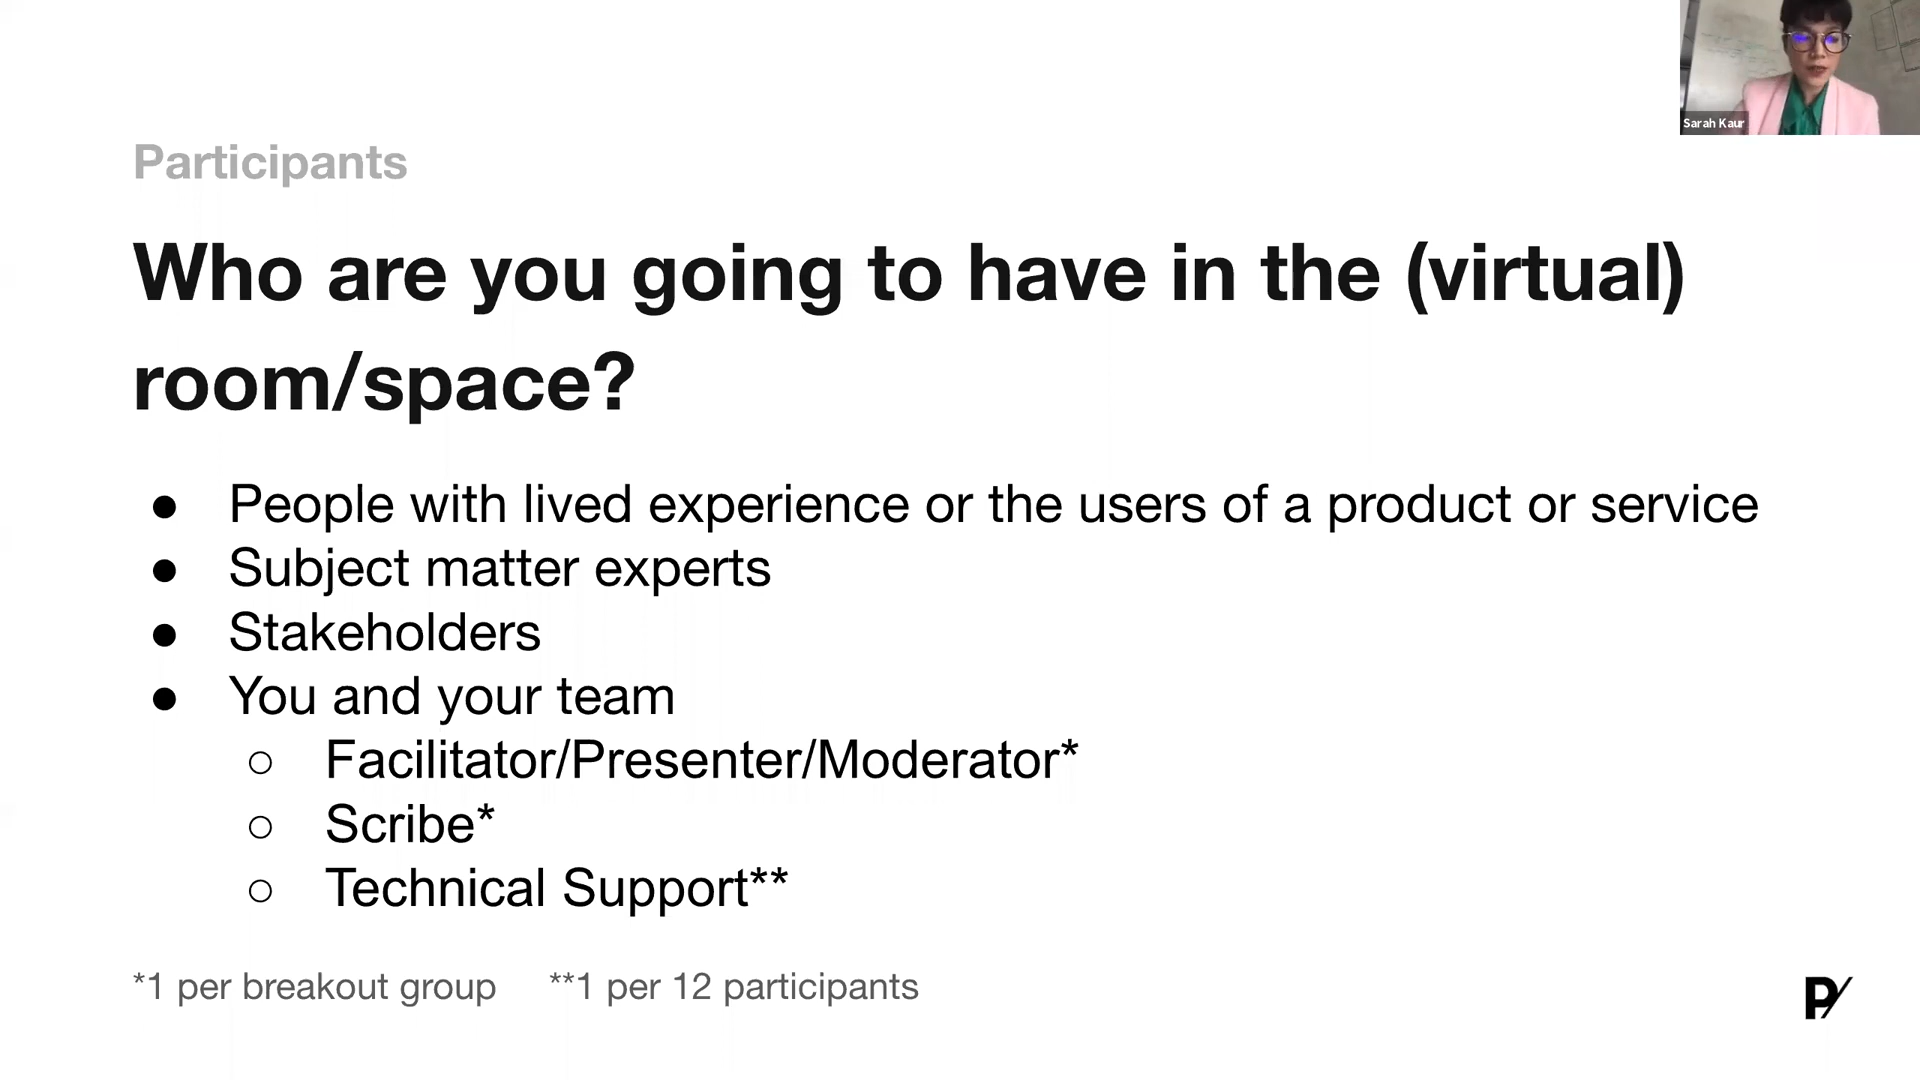 Sarah Kaur
Participants
Who are you going to have in the (virtual)
room/space?
● People with lived experience or the users of a product or service
● Subject matter experts
● Stakeholders
● You and your team
○ Facilitator/Presenter/Moderator*
○ Scribe*
○ Technical Support**
*1 per breakout group **1 per 12 participants